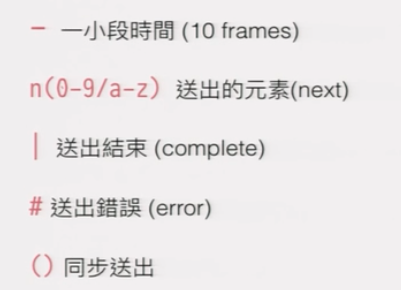 – 一小段時間 (10 frames)
n(0-9/a-z) 送出的元素(next)
| 送出結束 (complete)
# 送出錯誤 (error)
() 同步送出